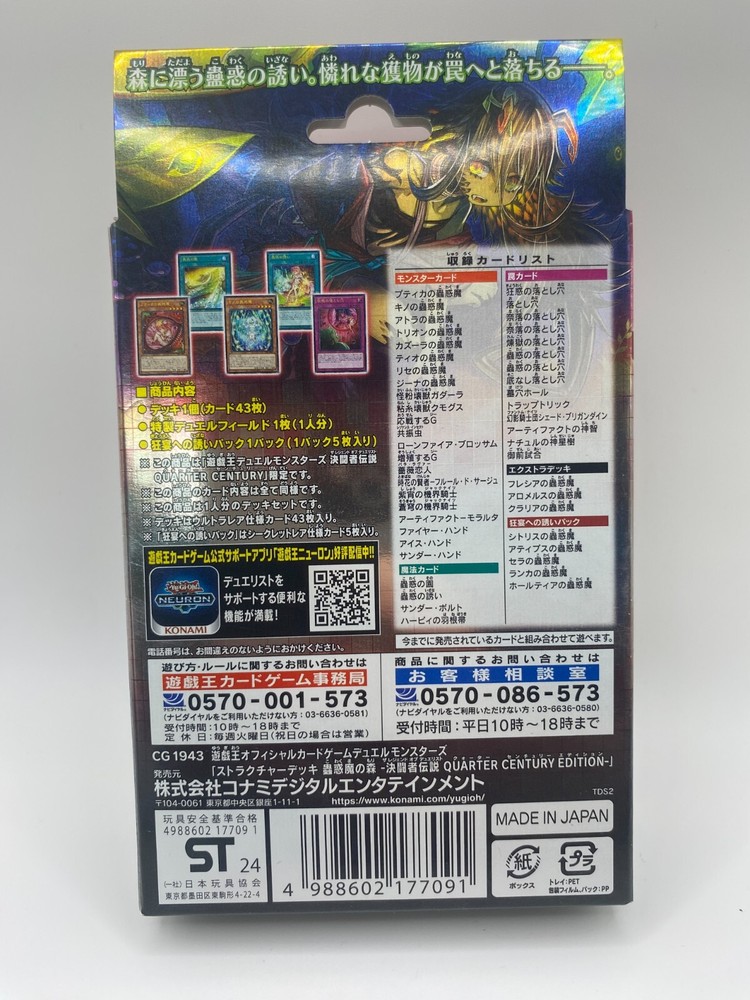 森に漂う蟲惑の誘い。憐れな獲物が罠へと落ちる――。
収録カードリスト
モンスターカード
プティカの蟲惑魔
キノの蟲惑魔
アトラの蟲惑魔
トリオンの蟲惑魔
カズーラの蟲惑魔
ティオの蟲惑魔
リセの蟲惑魔
ジーナの蟲惑魔
怪粉壊獣ガダーラ
粘糸壊獣クモグス
応戦するG
共振虫
ローンファイア・ブロッサム
増殖するG
薔薇恋人
詩花の賢者-フルール・ド・サージュ
紫宵の機界騎士
蒼穹の機界騎士
アーティファクト-モラルタ
ファイヤー・ハンド
アイス・ハンド
サンダー・ハンド
魔法カード
蟲惑の園
蟲惑の誘い
サンダー・ボルト
ハーピィの羽根帚
罠カード
狂惑の落とし穴
落とし穴
奈落の落とし穴
煉獄の落とし穴
蟲惑の落とし穴
底なし落とし穴
墓穴ホール
トラップトリック
幻影騎士団シェード・ブリガンダイン
アーティファクトの神智
ナチュルの神星樹
御前試合
エクストラデッキ
フレシアの蟲惑魔
アロメルスの蟲惑魔
クラリアの蟲惑魔
狂宴への誘いパック
シトリスの蟲惑魔
アティプスの蟲惑魔
セラの蟲惑魔
ランカの蟲惑魔
ホールティアの蟲惑魔
今までに発売されているカードと組み合わせて遊べます。
■商品内容
●デッキ1個(カード43枚)
●特製デュエルフィールド 1枚(1人分)
●狂宴への誘いパック1パック(1パック5枚入り)
※この商品は「遊戯王デュエルモンスターズ 決闘者伝説
QUARTER CENTURY」限定です。
※この商品のカード内容は全て同様です。
※この商品は1人分のデッキセットです。
※デッキはウルトラレア仕様カード43枚入り。
※「狂宴への誘いパック」はシークレットレア仕様カード5枚入り。
遊戯王カードゲーム公式サポートアプリ「遊戯王ニューロン」好評配信中!!
Yu-Gi-Oh!
NEURON
KONAMI
デュエリストを
サポートする便利な
機能が満載!
電話番号は、お間違えのないようにおかけください。
遊び方・ルールに関するお問い合わせは
遊戯王カードゲーム事務局
ナビダイヤル 0570-001-573
(ナビダイヤルをご利用いただけない方:03-6636-0581)
受付時間:10時〜18時まで
定休日:毎週火曜日(祝日の場合は営業)
商品に関するお問い合わせは
お客様相談室
ナビダイヤル 0570-086-573
(ナビダイヤルをご利用いただけない方:03-6636-0580)
受付時間:平日10時〜18時まで
CG1943 遊戯王オフィシャルカードゲームデュエルモンスターズ
「ストラクチャーデッキ 蟲惑魔の森 -決闘者伝説 QUARTER CENTURY EDITION-」
発売元
株式会社コナミデジタルエンタテインメント
TDS2
〒104-0061 東京都中央区銀座1-11-1
https://www.konami.com/yugioh/
玩具安全基準合格
4988602 17709 1
ST 24
(一社)日本玩具協会
東京都墨田区東駒形4-22-4
4 988602 177091
MADE IN JAPAN
紙
ボックス
プラ
トレイ:PET
包装フィルム、パック:PP